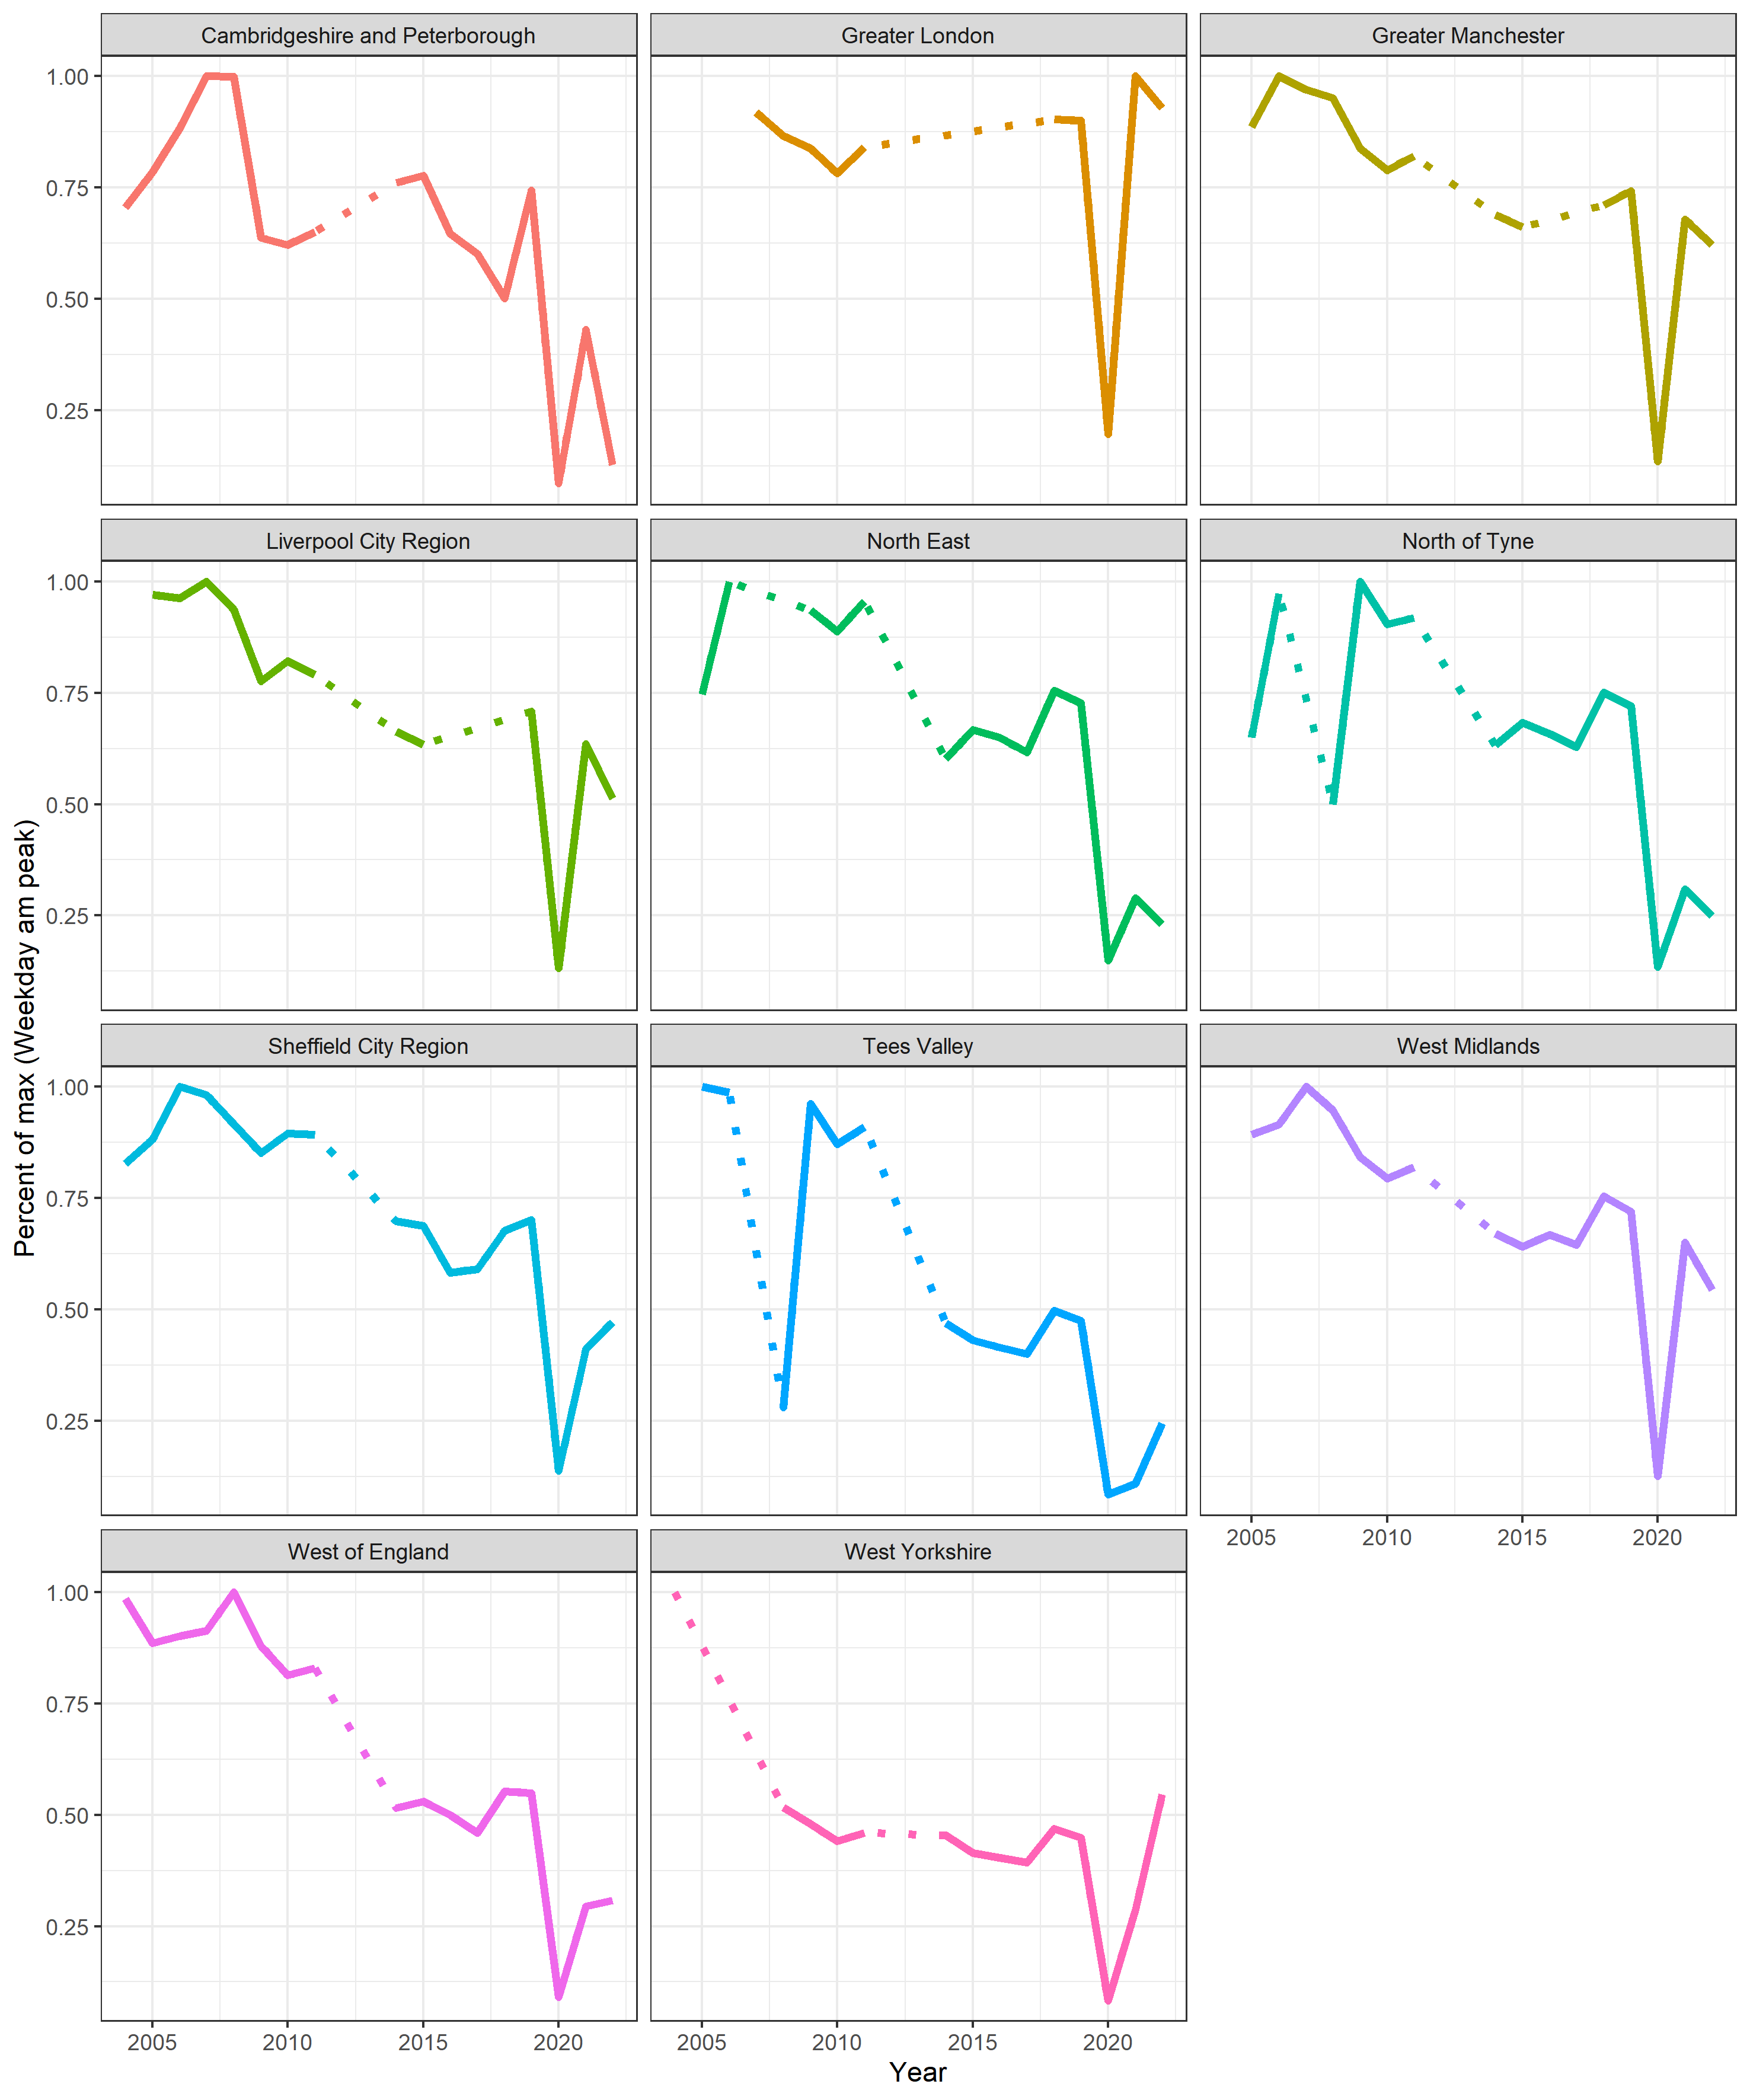 Cambridgeshire and Peterborough
Greater London
Greater Manchester
1.00
0.75
0.50
0.25
Liverpool City Region
North East
North of Tyne
1.00
0.75
0.50
0.25
Percent of max (Weekday am peak)
Sheffield City Region
Tees Valley
West Midlands
1.00
0.75
0.50
0.25
2005 2010 2015 2020
West of England
West Yorkshire
1.00
0.75
0.50
0.25
2005 2010 2015 2020
2005 2010 2015 2020
Year